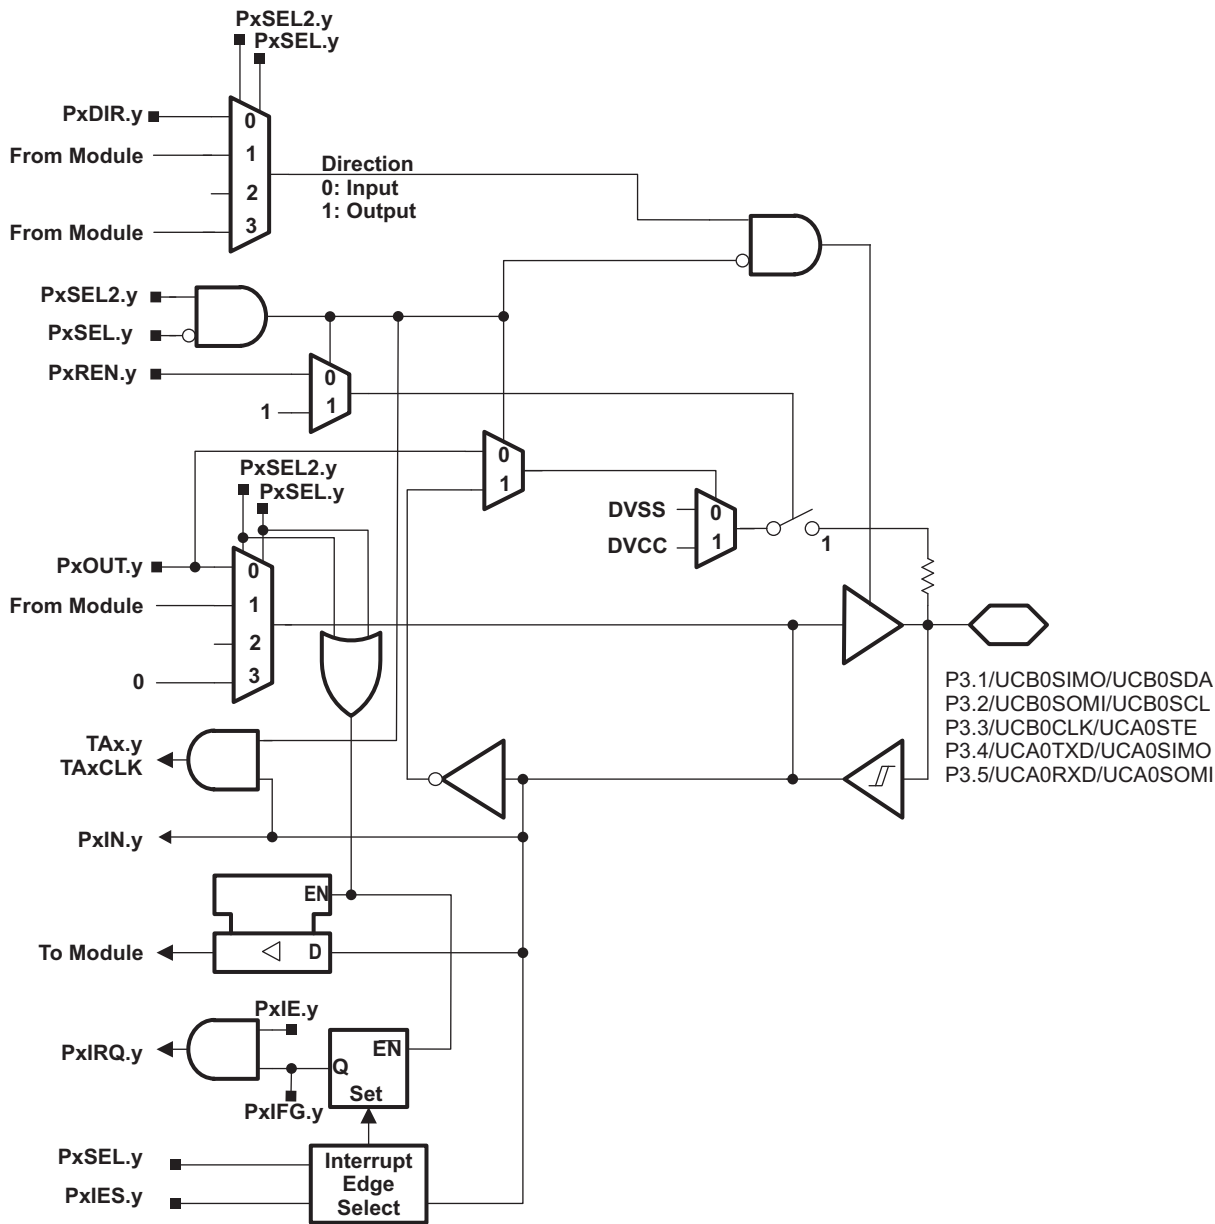 PxSEL2.y
PxSEL.y
PxDIR.y
0
From Module
1
Direction
0: Input
1: Output
2
From Module
3
PxSEL2.y
PxSEL.y
PxREN.y
0
1
1
0
1
PxSEL2.y
PxSEL.y
DVSS
0
DVCC
1
1
PxOUT.y
0
From Module
1
2
0
3
P3.1/UCB0SIMO/UCB0SDA
P3.2/UCB0SOMI/UCB0SCL
P3.3/UCB0CLK/UCA0STE
P3.4/UCA0TXD/UCA0SIMO
P3.5/UCA0RXD/UCA0SOMI
TAx.y
TAxCLK
PxIN.y
EN
To Module
D
PxIE.y
PxIRQ.y
EN
Q
Set
PxIFG.y
PxSEL.y
PxIES.y
Interrupt
Edge
Select